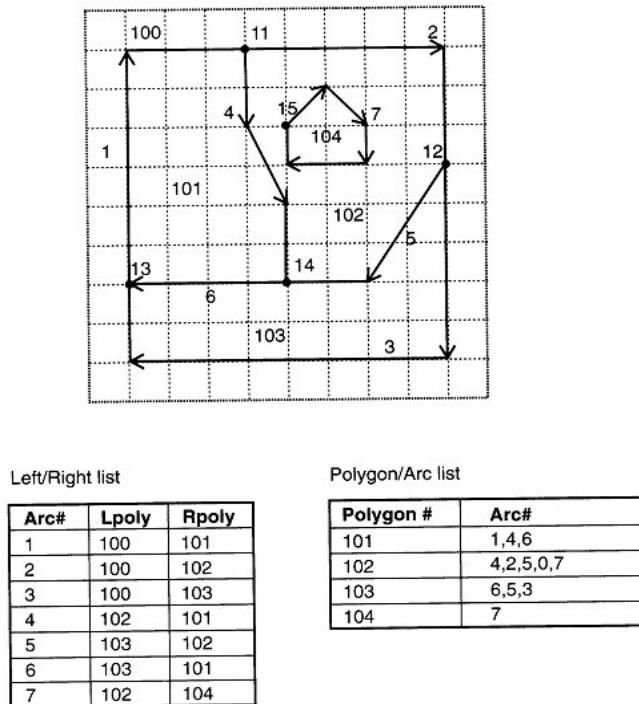 100 11 2
4 15 7
104
1 12
101
102
5
13 14
6
103
3
Left/Right list Polygon/Arc list
Arc# Lpoly Rpoly Polygon # Arc#
1 100 101 101 1,4,6
2 100 102 102 4,2,5,0,7
3 100 103 103 6,5,3
4 102 101 104 7
5 103 102
6 103 101
7 102 104